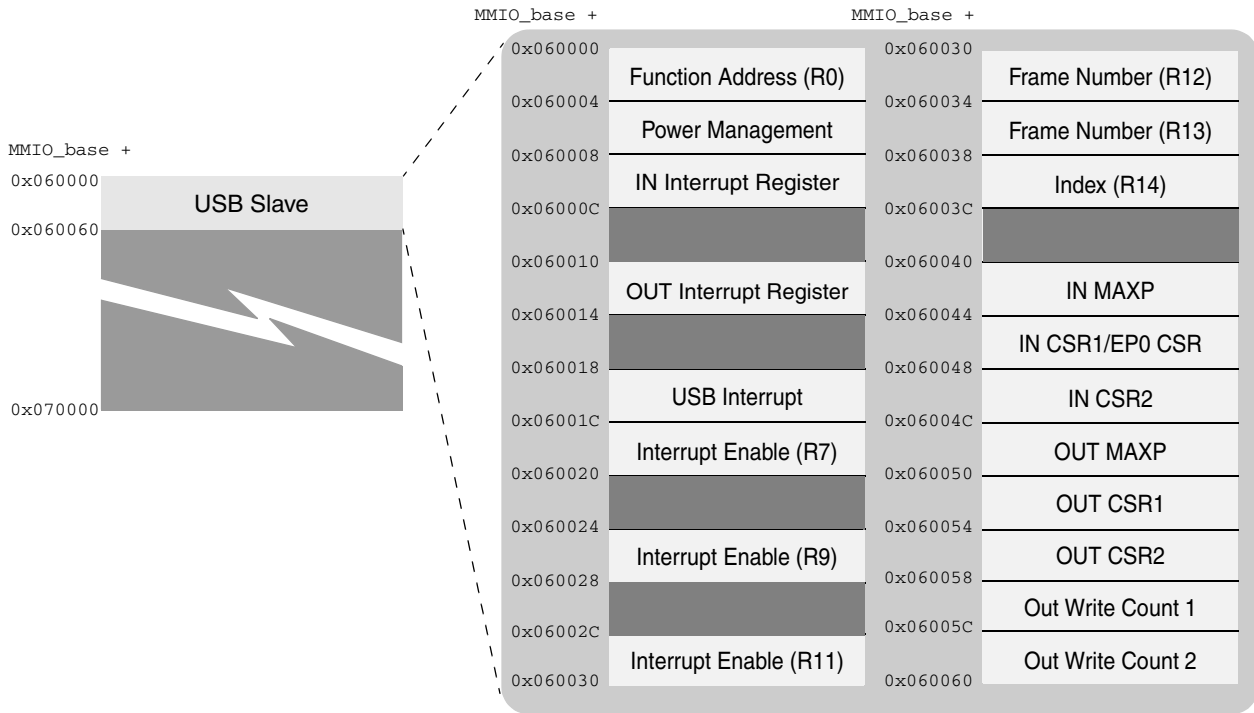 MMIO_base +
0x060000
USB Slave
0x060060
0x070000
MMIO_base +
0x060000
Function Address (R0)
0x060004
Power Management
0x060008
IN Interrupt Register
0x06000C
0x060010
OUT Interrupt Register
0x060014
0x060018
USB Interrupt
0x06001C
Interrupt Enable (R7)
0x060020
0x060024
Interrupt Enable (R9)
0x060028
0x06002C
Interrupt Enable (R11)
0x060030
MMIO_base +
0x060030
Frame Number (R12)
0x060034
Frame Number (R13)
0x060038
Index (R14)
0x06003C
0x060040
IN MAXP
0x060044
IN CSR1/EP0 CSR
0x060048
IN CSR2
0x06004C
OUT MAXP
0x060050
OUT CSR1
0x060054
OUT CSR2
0x060058
Out Write Count 1
0x06005C
Out Write Count 2
0x060060